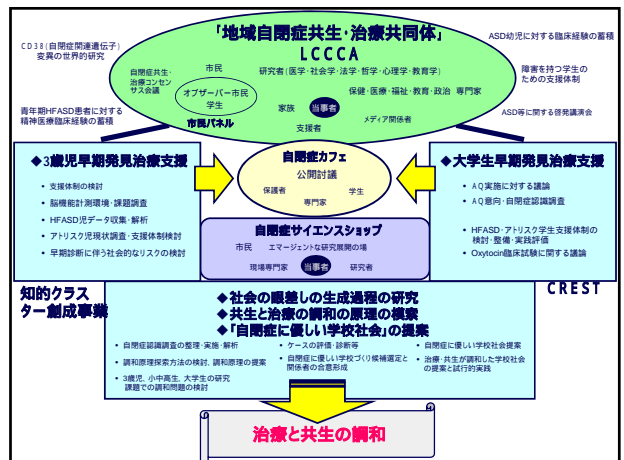 「地域自閉症共生・治療共同体」
LCCCA
CD38(自閉症関連遺伝子)
変異の世界的研究
ASD幼児に対する臨床経験の蓄積
市民
研究者(医学・社会学・法学・哲学・心理学・教育学)
自閉症共生・
治療コンセン
サス会議
障害を持つ学生の
ための支援体制
オブザーバー市民
学生
保健・医療・福祉・教育・政治 専門家
家族
当事者
青年期HFASD患者に対する
精神医療臨床経験の蓄積
市民パネル
支援者
メディア関係者
ASD等に関する啓発講演会
◆3歳児早期発見治療支援
• 支援体制の検討
• 脳機能計測環境・課題調査
• HFASD児データ収集・解析
• アトリスク児現状調査・支援体制検討
• 早期診断に伴う社会的なリスクの検討
自閉症カフェ
公開討議
保護者
学生
専門家
◆大学生早期発見治療支援
• AQ実施に対する議論
• AQ意向・自閉症認識調査
• HFASD・アトリスク学生支援体制の
検討・整備・実践評価
• Oxytocin臨床試験に関する議論
自閉症サイエンスショップ
市民
エマージェントな研究展開の場
現場専門家
当事者
研究者
知的クラス
ター創成事業
CREST
◆社会の眼差しの生成過程の研究
◆共生と治療の調和の原理の模索
◆「自閉症に優しい学校社会」の提案
• 自閉症認識調査の整理・実施・解析
• 調和原理探索方法の検討、調和原理の提案
• 3歳児、小中高生、大学生の研究
課題での調和問題の検討
• ケースの評価・診断等
• 自閉症に優しい学校づくり候補選定と
関係者の合意形成
• 自閉症に優しい学校社会提案
• 治療・共生が調和した学校社会
の提案と試行的実践
治療と共生の調和